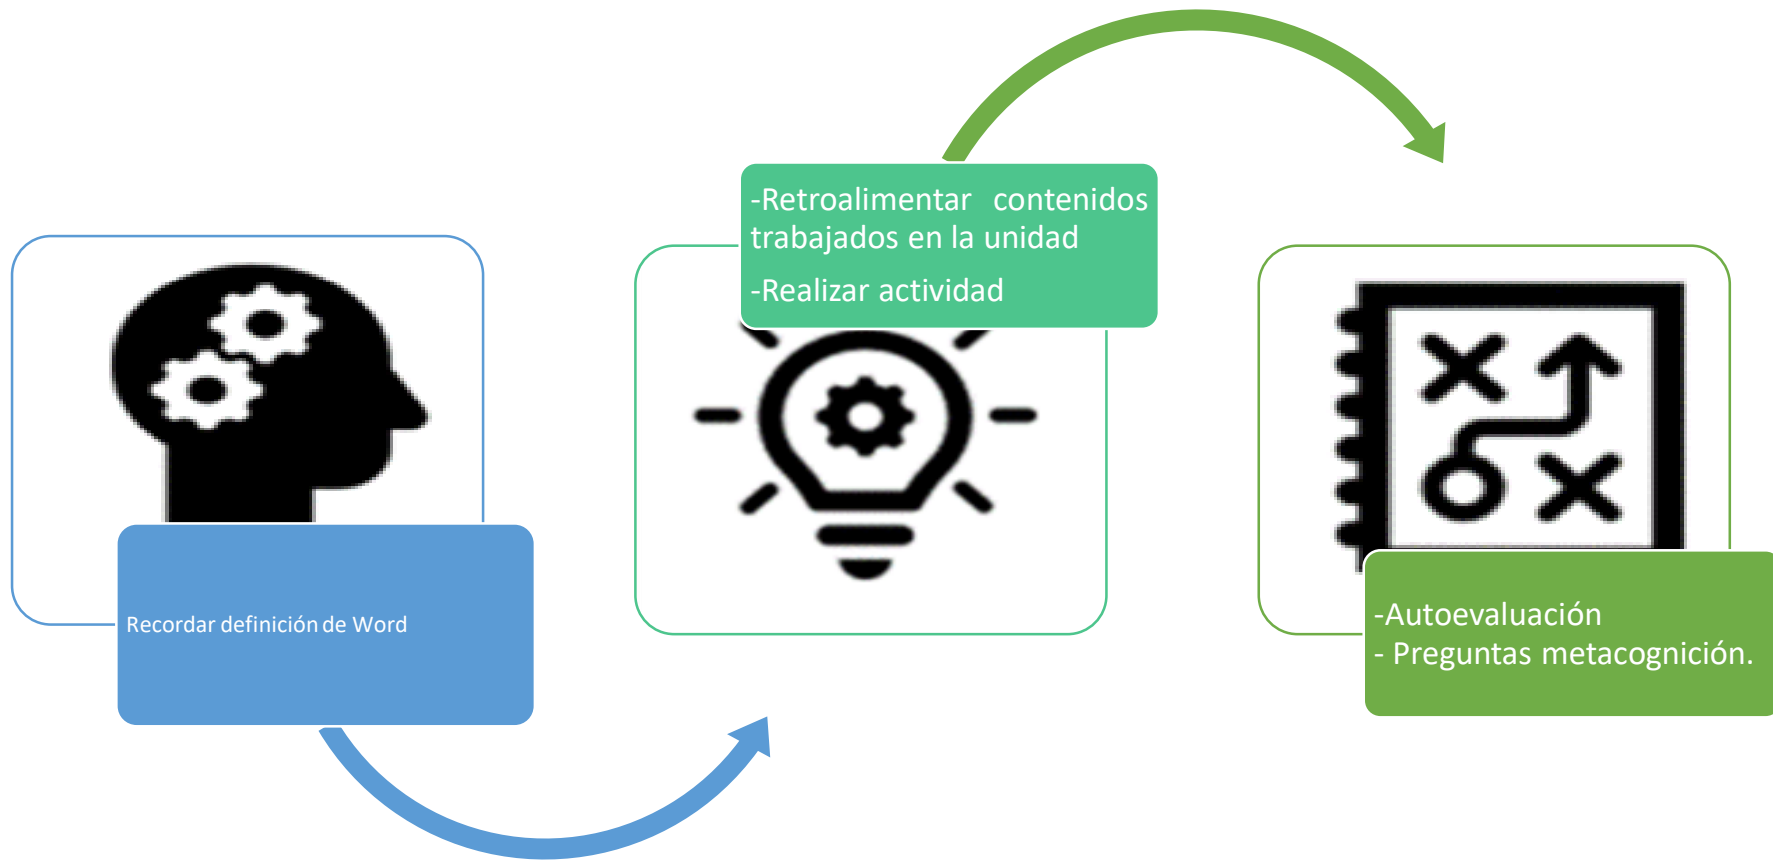 Recordar definición de Word
-Retroalimentar contenidos
trabajados en la unidad
-Realizar actividad
-Autoevaluación
- Preguntas metacognición.